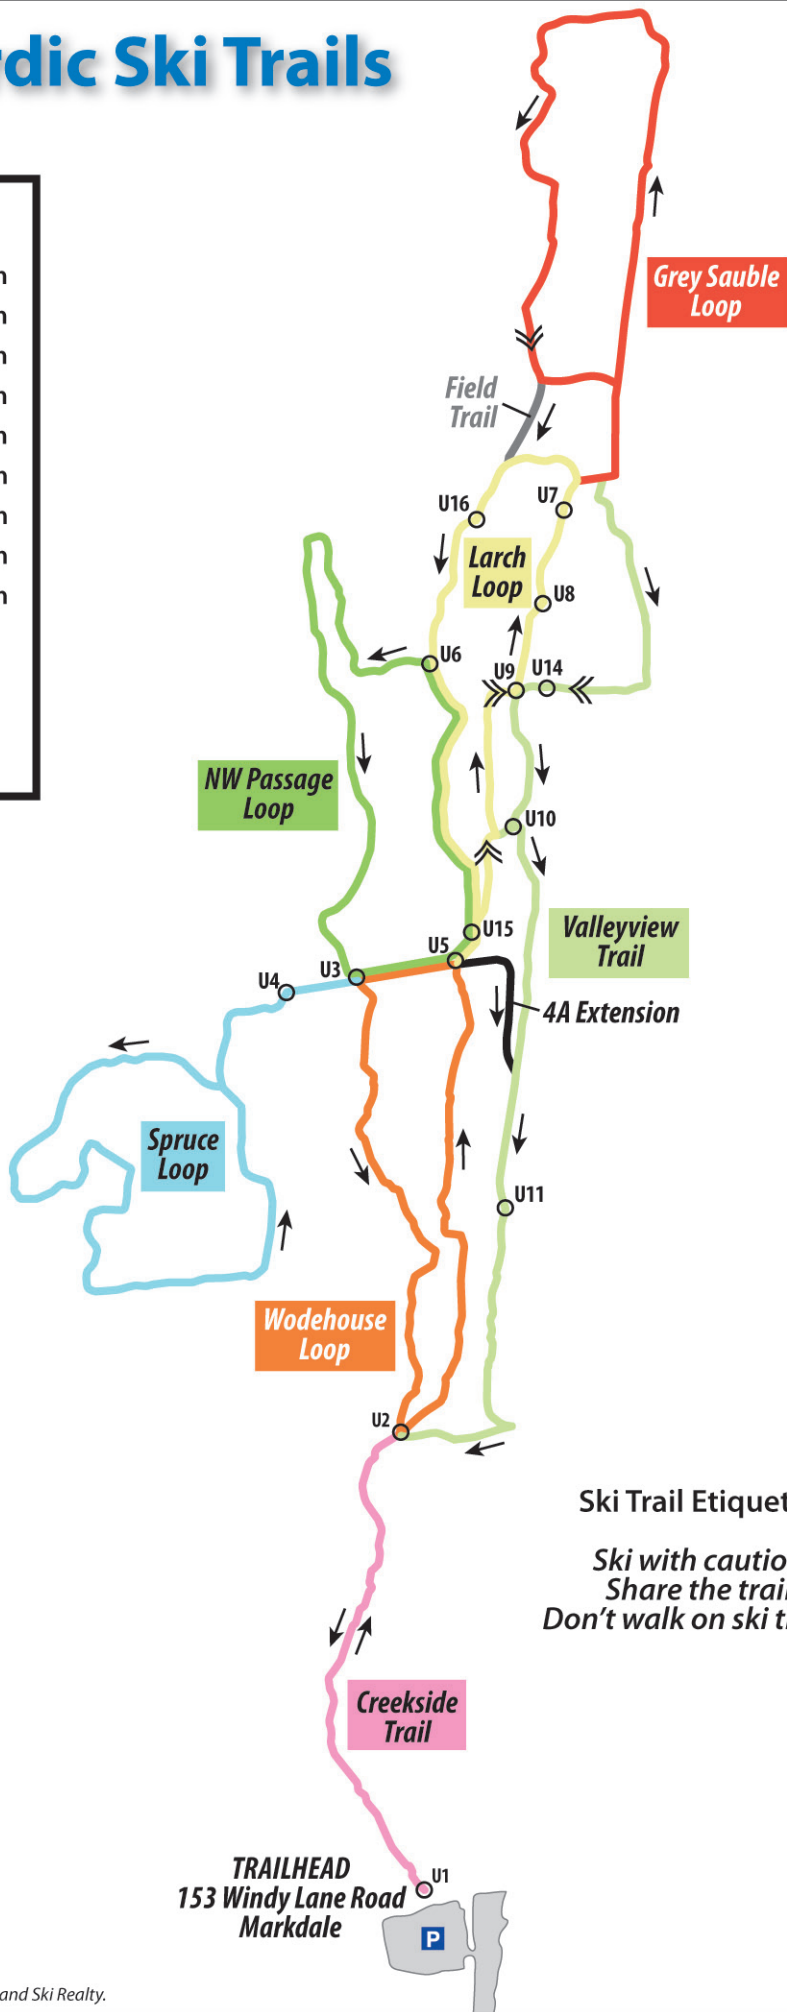 rdic Ski Trails
Grey Sauble
Loop
Field
Trail
U16
U7
Larch
Loop
U8
U6
U9
U14
NW Passage
Loop
U10
U15
Valleyview
Trail
U5
U3
U4
4A Extension
Spruce
Loop
U11
Wodehouse
Loop
U2
Ski Trail Etiquet
Ski with cautio
Share the trail
Don't walk on ski t
Creekside
Trail
TRAILHEAD
153 Windy Lane Road
Markdale
U1
P
and Ski Realty.